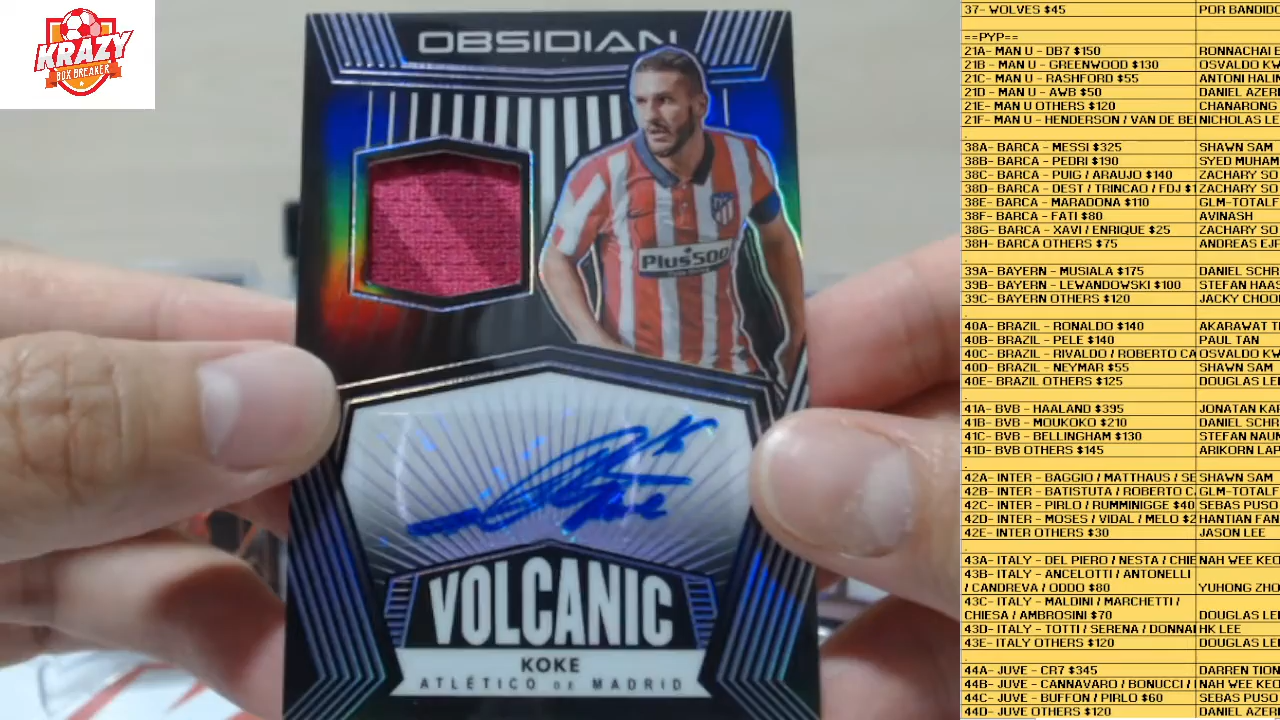 KRAZY
BOX BREAKER
OBSIDIAN
Plus500
VOLCANIC
KOKE
ATLÉTICO DE MADRID
37- WOLVES $45 POR BANDIDO
==PYP==
21A- MAN U - DB7 $150 RONNACHAI E
21B - MAN U - GREENWOOD $130 OSVALDO KW
21C- MAN U - RASHFORD $55 ANTONI HALIM
21D - MAN U - AWB $50 DANIEL AZER
21E- MAN U OTHERS $120 CHANARONG
21F- MAN U - HENDERSON / VAN DE BE NICHOLAS LE
.
38A- BARCA - MESSI $325 SHAWN SAM
38B- BARCA - PEDRI $190 SYED MUHAM
38C- BARCA - PUIG / ARAUJO $140 ZACHARY SO
38D- BARCA - DEST / TRINCAO / FDJ $1 ZACHARY SO
38E- BARCA - MARADONA $110 GLM-TOTALF
38F- BARCA - FATI $80 AVINASH
38G- BARCA - XAVI / ENRIQUE $25 ZACHARY SO
38H- BARCA OTHERS $75 ANDREAS EJF
.
39A- BAYERN - MUSIALA $175 DANIEL SCHR
39B- BAYERN - LEWANDOWSKI $100 STEFAN HAAS
39C- BAYERN OTHERS $120 JACKY CHOO
.
40A- BRAZIL - RONALDO $140 AKARAWAT T
40B- BRAZIL - PELE $140 PAUL TAN
40C- BRAZIL - RIVALDO / ROBERTO CA OSVALDO KW
40D- BRAZIL - NEYMAR $55 SHAWN SAM
40E- BRAZIL OTHERS $125 DOUGLAS LEE
.
41A- BVB - HAALAND $395 JONATAN KAR
41B- BVB - MOUKOKO $210 DANIEL SCHR
41C- BVB - BELLINGHAM $130 STEFAN NAUN
41D- BVB OTHERS $145 ARIKORN LAP
.
42A- INTER - BAGGIO / MATTHAUS / SE SHAWN SAM
42B- INTER - BATISTUTA / ROBERTO C. GLM-TOTALF
42C- INTER - PIRLO / RUMMINIGGE $40 SEBAS PUSO
42D- INTER - MOSES / VIDAL / MELO $2 HANTIAN FAN
42E- INTER OTHERS $30 JASON LEE
.
43A- ITALY - DEL PIERO / NESTA / CHIE NAH WEE KEO
43B- ITALY - ANCELOTTI / ANTONELLI
/ CANDREVA / ODDO $80 YUHONG ZHO
43C- ITALY - MALDINI / MARCHETTI /
CHIESA / AMBROSINI $70 DOUGLAS LE
43D- ITALY - TOTTI / SERENA / DONNA HK LEE
43E- ITALY OTHERS $120 DOUGLAS LE
.
44A- JUVE - CR7 $345 DARREN TION
44B- JUVE - CANNAVARO / BONUCCI / NAH WEE KEO
44C- JUVE - BUFFON / PIRLO $60 SEBAS PUSO
44D- JUVE OTHERS $120 DANIEL AZER